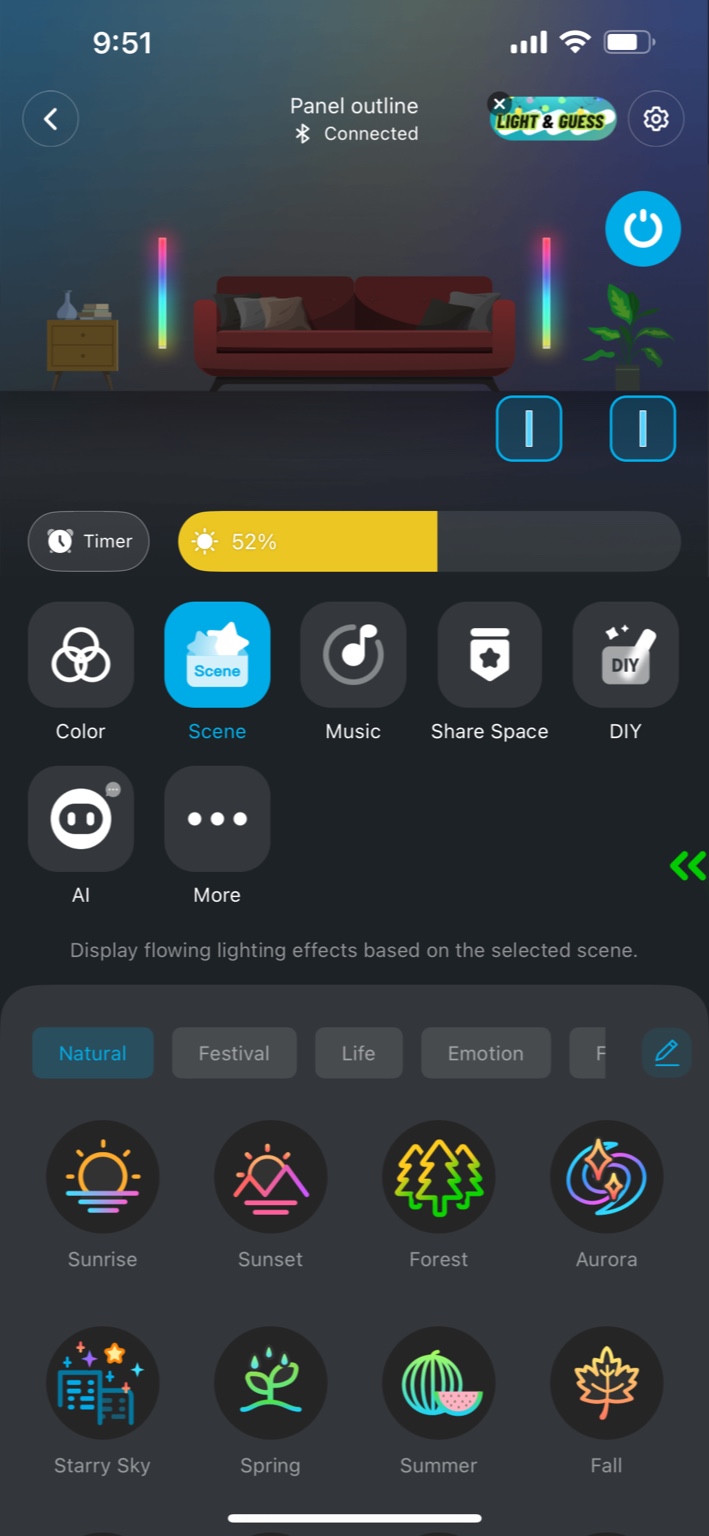 9:51
Panel outline
Connected
LIGHT & GUESS
Timer
52%
Scene
DIY
Color
Scene
Music
Share Space
DIY
AI
More
Display flowing lighting effects based on the selected scene.
Natural
Festival
Life
Emotion
F
Sunrise
Sunset
Forest
Aurora
Starry Sky
Spring
Summer
Fall